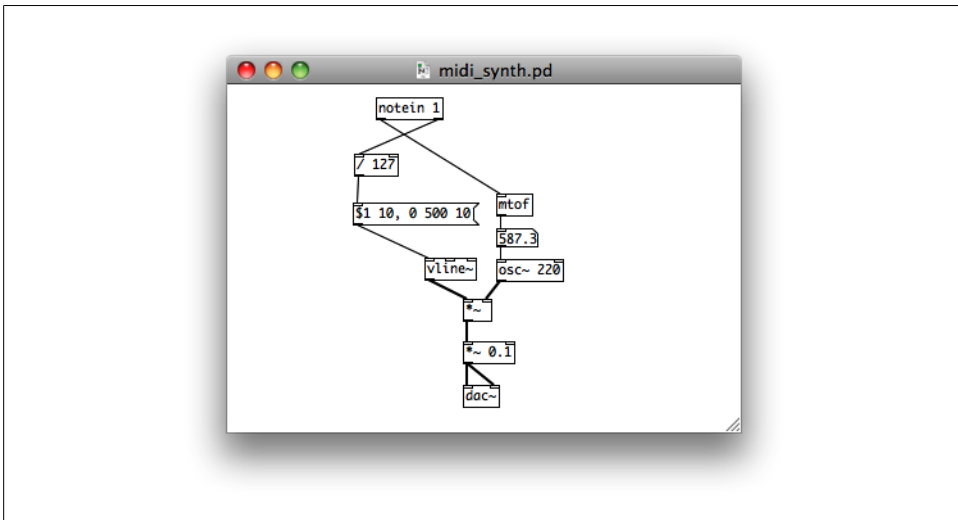 midi_synth.pd
notein 1
/ 127
mtof
$1 10, 0 500 10
587.3
vline~
osc~ 220
*~
*~ 0.1
dac~